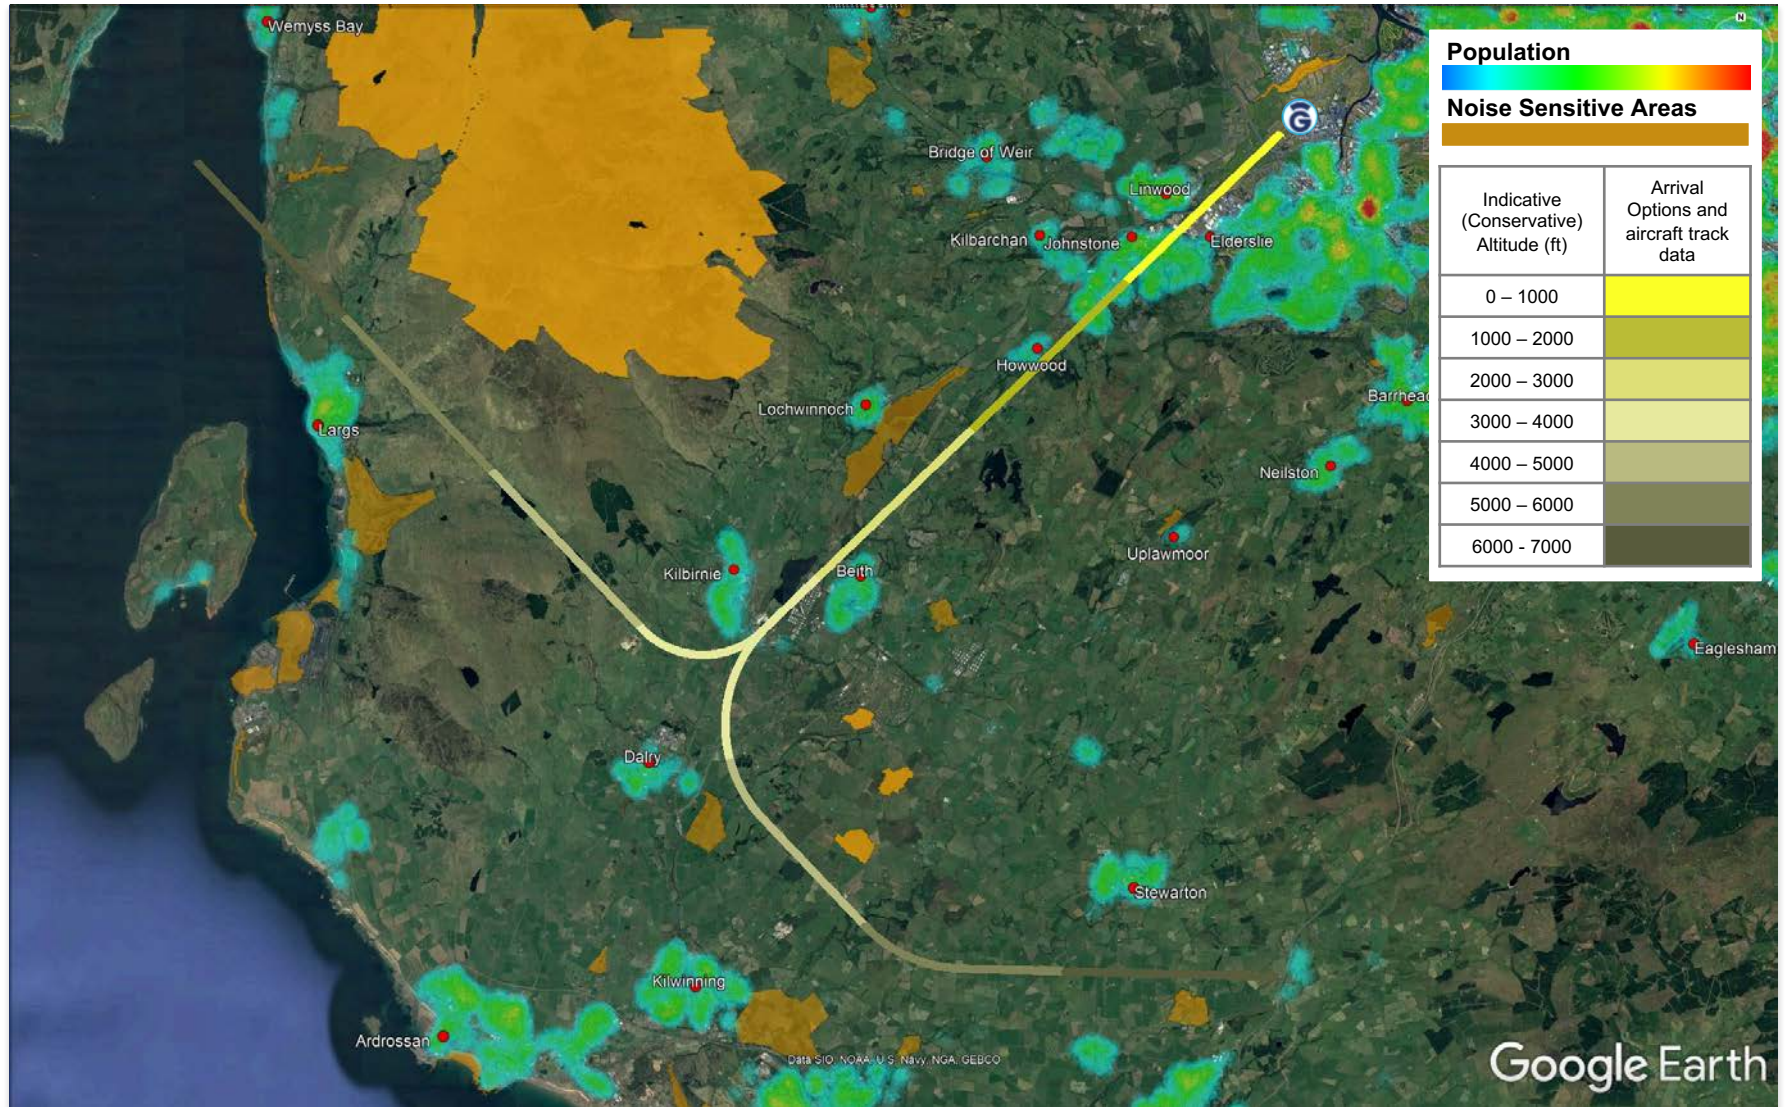 Wemyss Bay
N
Population
Noise Sensitive Areas
Indicative
(Conservative)
Altitude (ft)
Arrival
Options and
aircraft track
data
0 – 1000
1000 – 2000
2000 – 3000
3000 – 4000
4000 – 5000
5000 – 6000
6000 - 7000
G
Bridge of Weir
Linwood
Kilbarchan
Johnstone
Elderslie
Howwood
Barrhead
Lochwinnoch
Largs
Neilston
Uplawmoor
Kilbirnie
Beith
Eaglesham
Dalry
Stewarton
Kilwinning
Ardrossan
Data SIO, NOAA, U.S. Navy, NGA, GEBCO
Google Earth